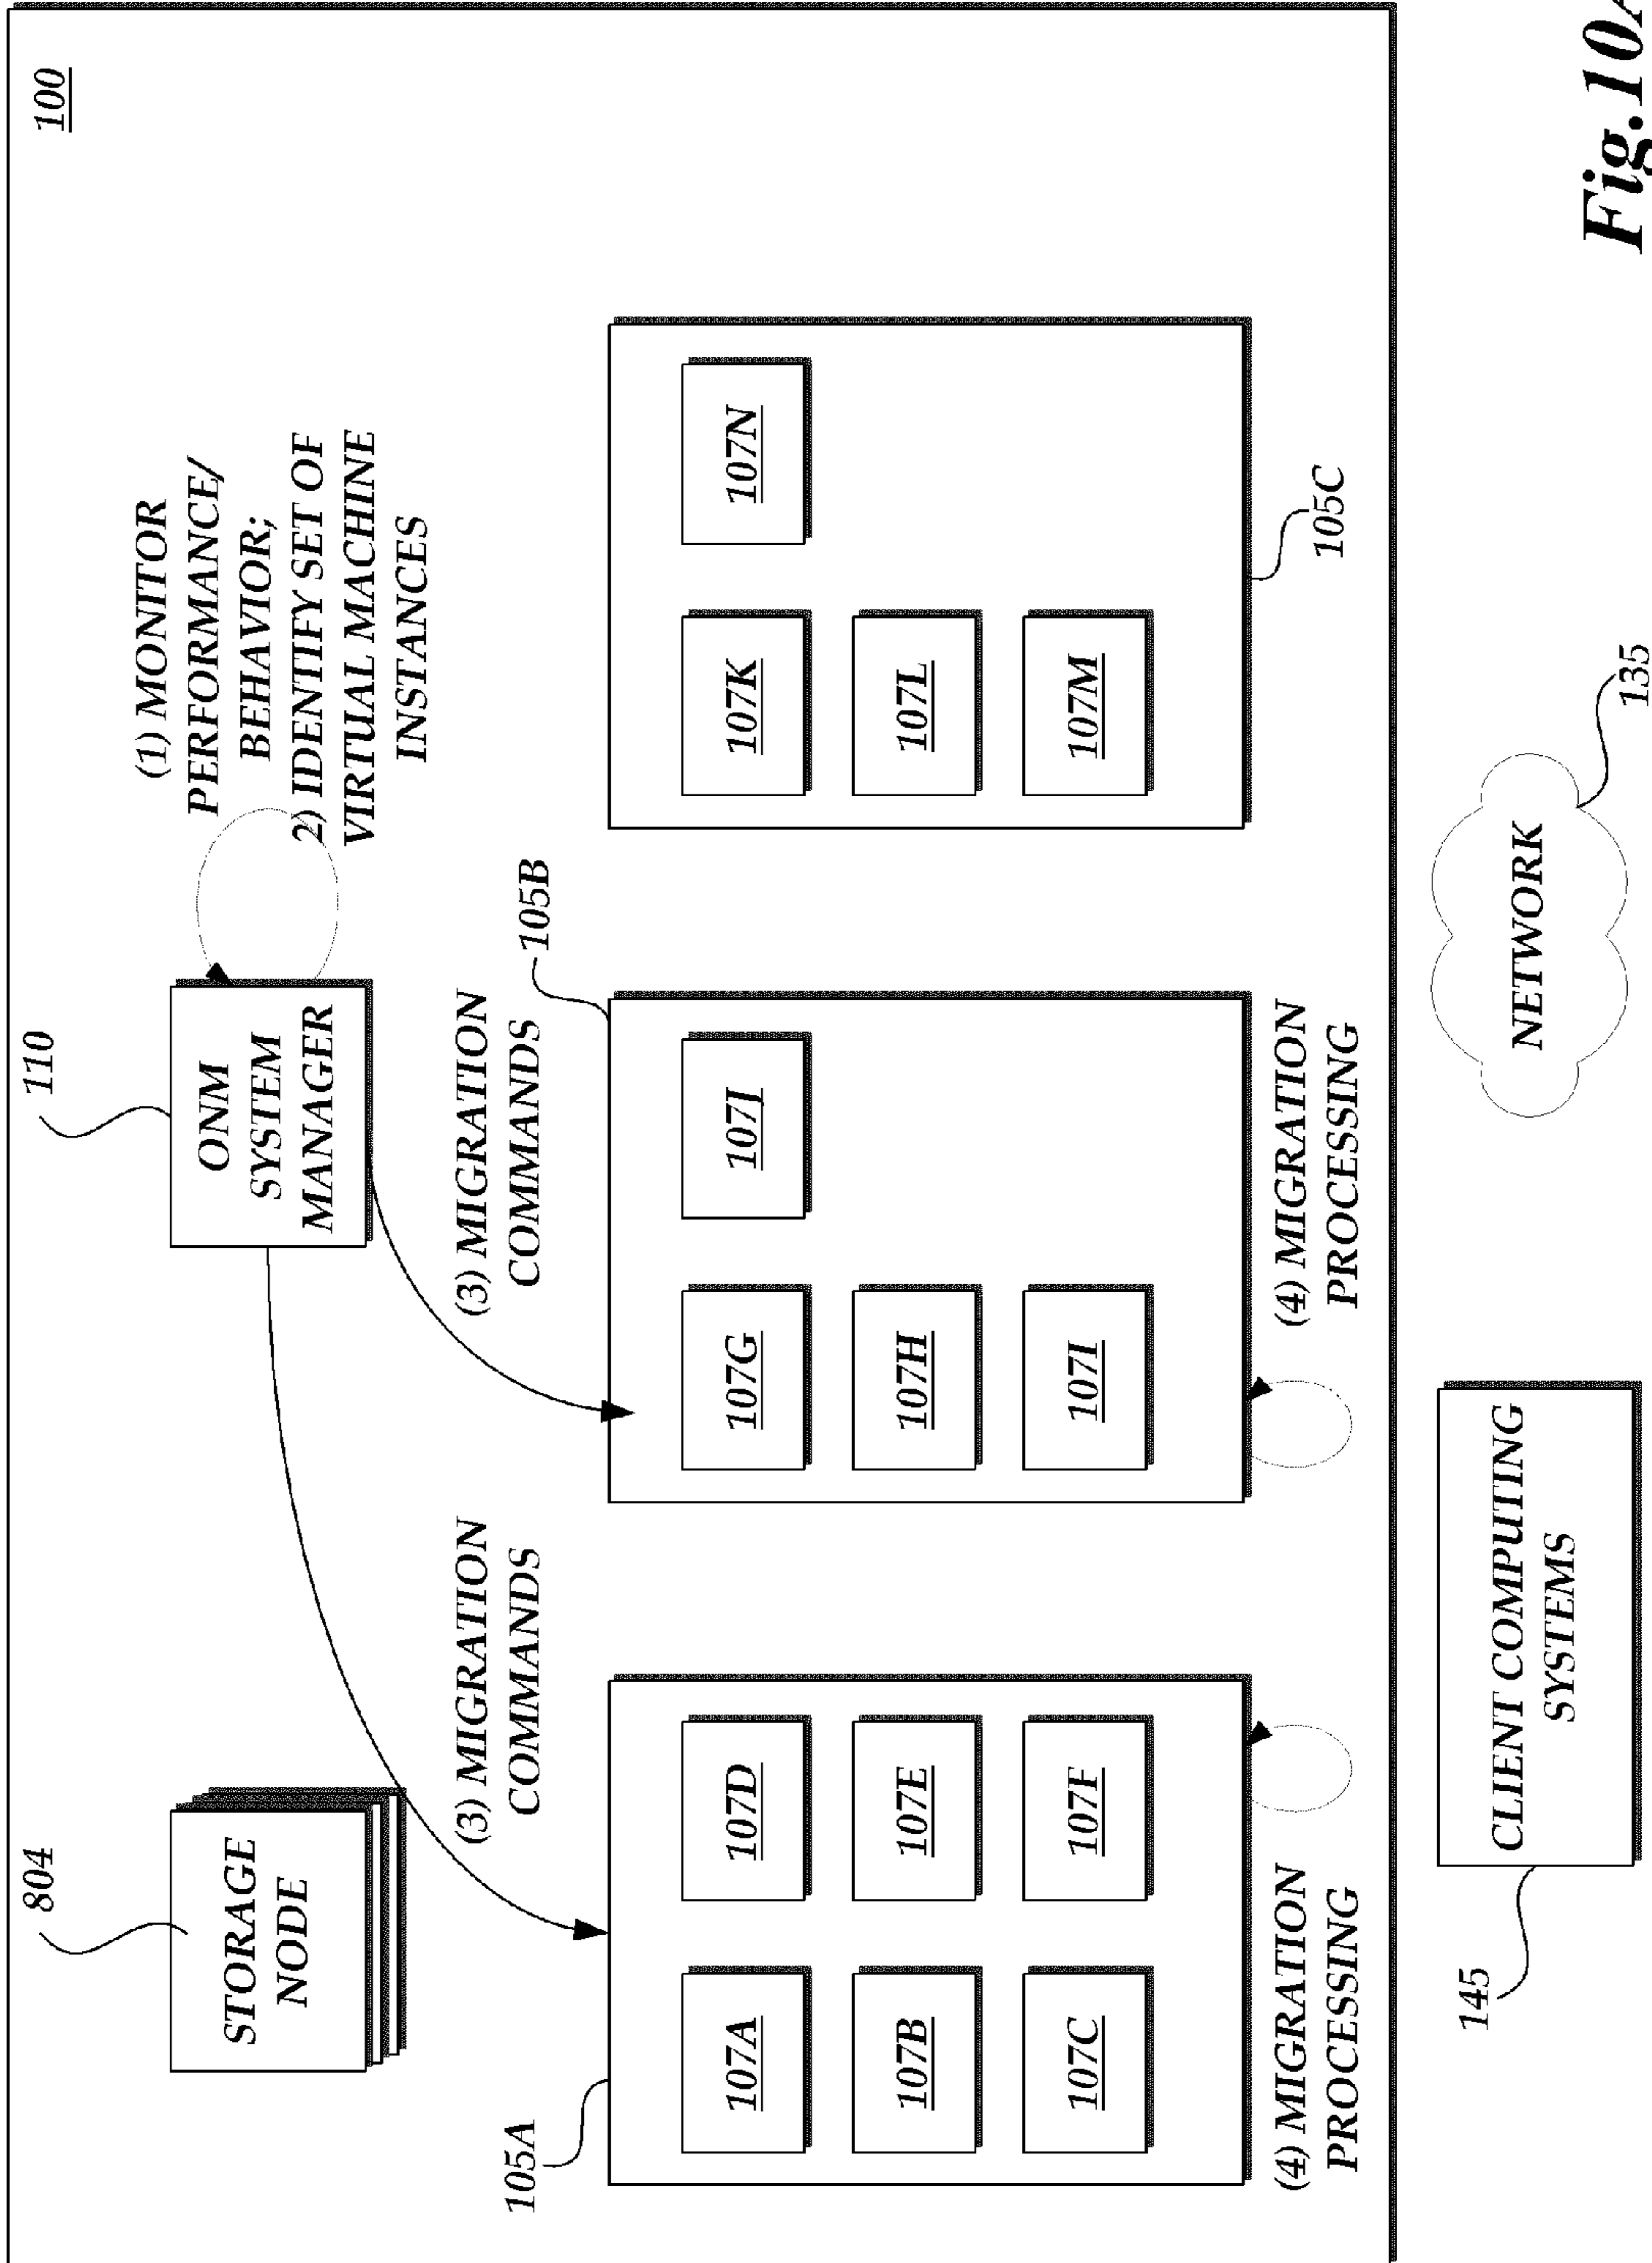 100
804
STORAGE
NODE
110
ONM
SYSTEM
MANAGER
(1) MONITOR
PERFORMANCE/
BEHAVIOR;
2) IDENTIFY SET OF
VIRTUAL MACHINE
INSTANCES
(3) MIGRATION
COMMANDS
(3) MIGRATION
COMMANDS
105A
107A
107D
107B
107E
107C
107F
(4) MIGRATION
PROCESSING
105B
107G
107J
107H
107I
(4) MIGRATION
PROCESSING
107K
107N
107L
107M
105C
145
CLIENT COMPUTING
SYSTEMS
NETWORK
135
Fig.10A